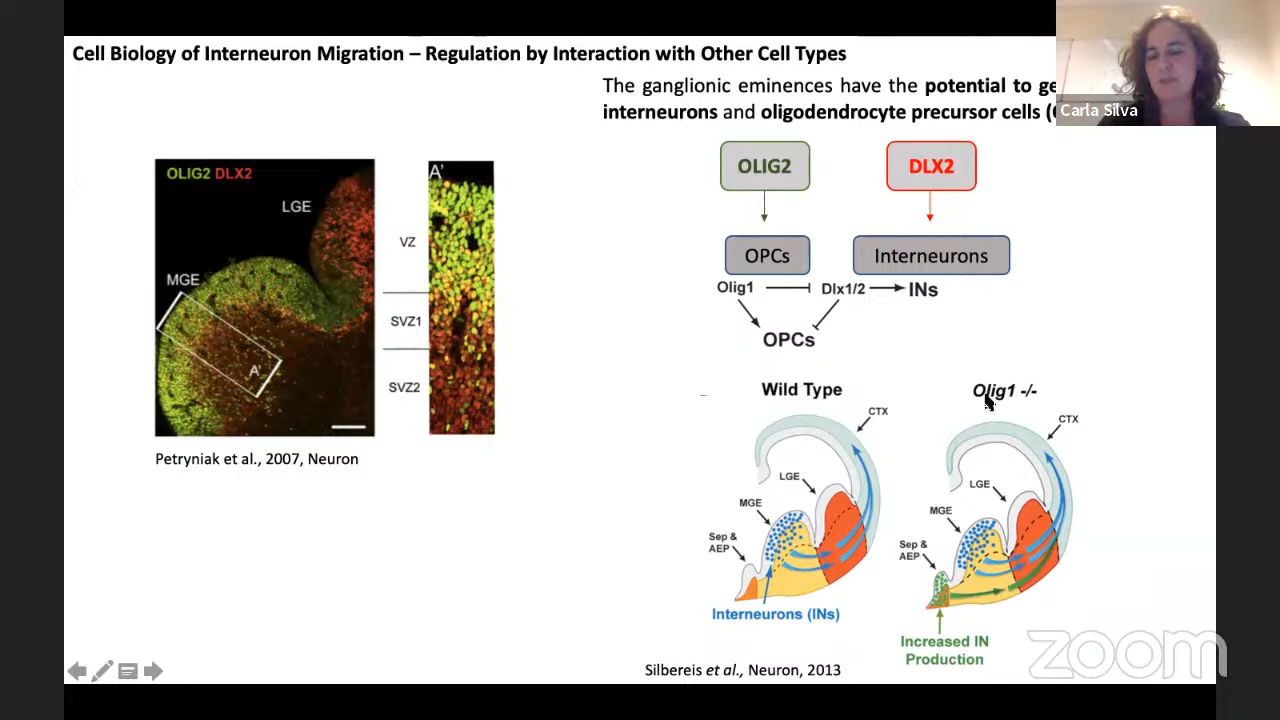 Cell Biology of Interneuron Migration – Regulation by Interaction with Other Cell Types
The ganglionic eminences have the potential to
interneurons and oligodendrocyte precursor cells
Carla Silva
OLIG2 DLX2
LGE
MGE
A'
A'
VZ
SVZ1
SVZ2
Petryniak et al., 2007, Neuron
OLIG2
DLX2
OPCs
Interneurons
Olig1
Dlx1/2
INs
OPCs
Wild Type
CTX
LGE
MGE
Sep &
AEP
Interneurons (INs)
Olig1 -/-
CTX
LGE
MGE
Sep &
AEP
Increased IN
Production
Silbereis et al., Neuron, 2013
zoom